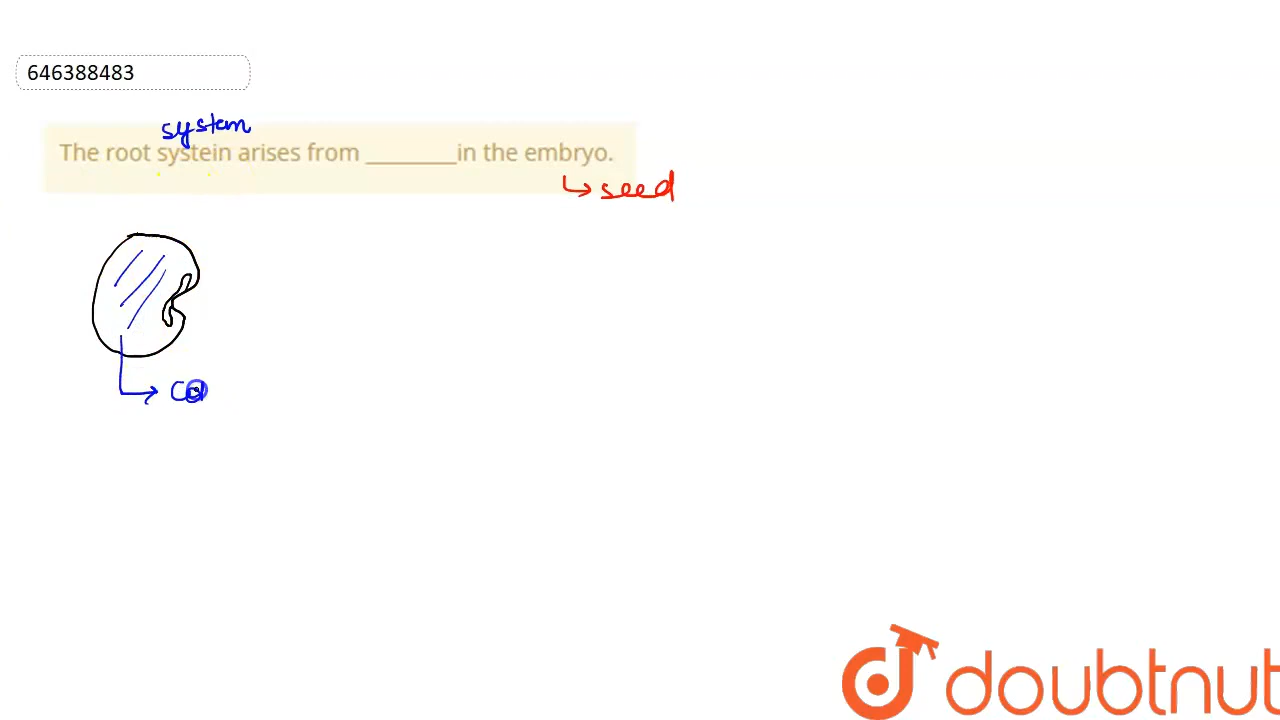 646388483
system
The root systein arises from ________in the embryo.
seed
doubtnut